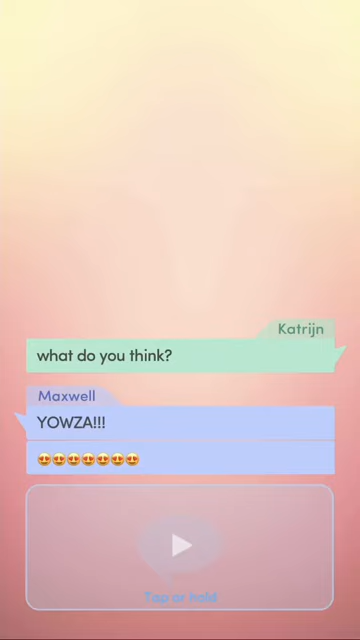 Katrijn
what do you think?
Maxwell
YOWZA!!!
😍😍😍😍😍😍😍
Tap or hold